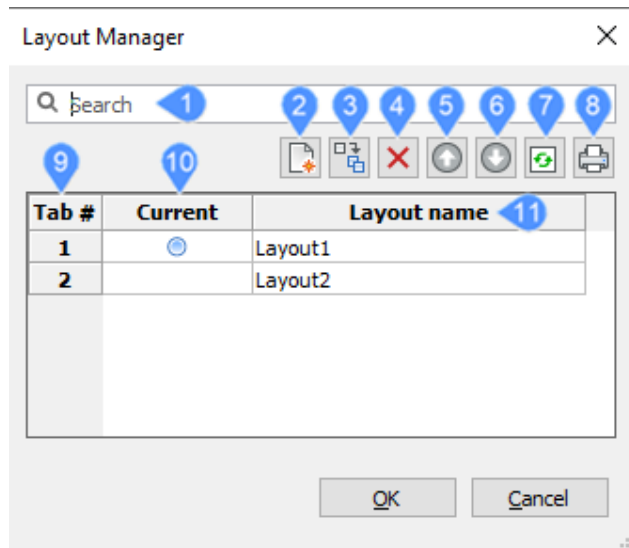 Layout Manager
Search 1
2 3 4 5 6 7 8
9 10
Tab # Current Layout name 11
1 Layout1
2 Layout2
OK Cancel